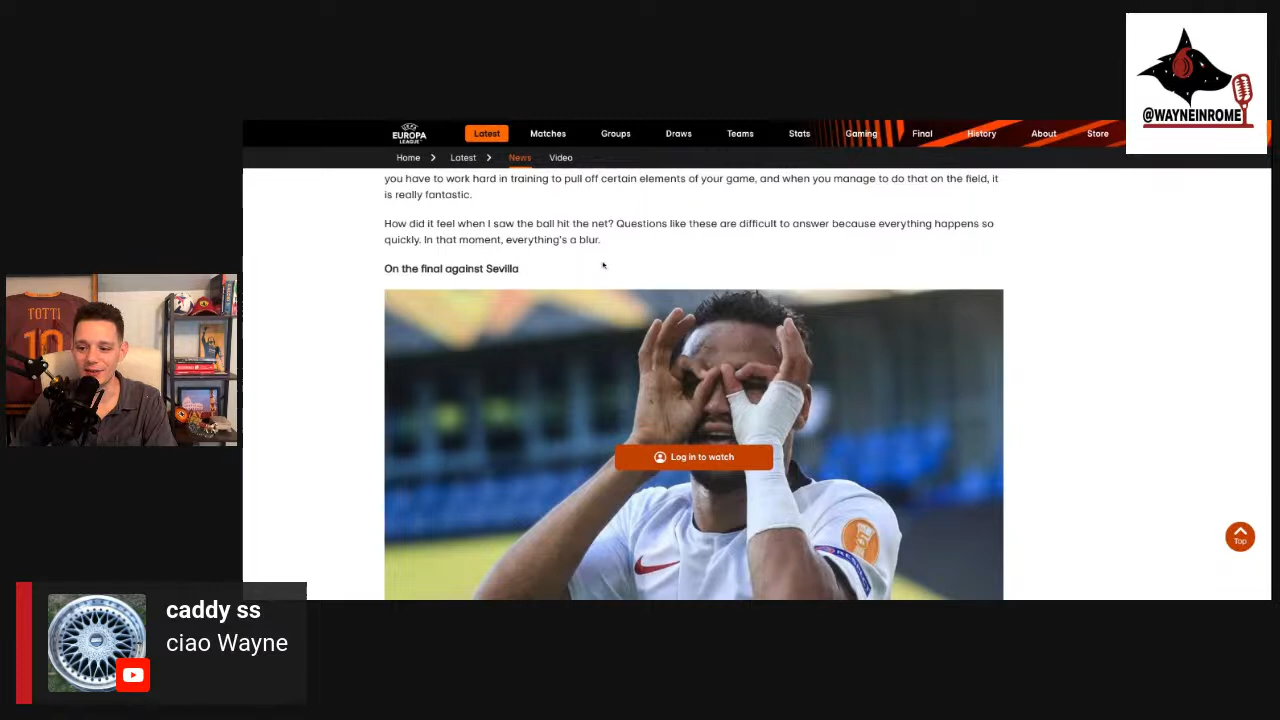 @WAYNEINROME
UEFA
EUROPA
LEAGUE
Latest
Matches
Groups
Draws
Teams
Stats
Gaming
Final
History
About
Store
Home
Latest
News
Video
you have to work hard in training to pull off certain elements of your game, and when you manage to do that on the field, it
is really fantastic.
How did it feel when I saw the ball hit the net? Questions like these are difficult to answer because everything happens so
quickly. In that moment, everything's a blur.
On the final against Sevilla
TOTTI
10
Log in to watch
Top
caddy ss
ciao Wayne